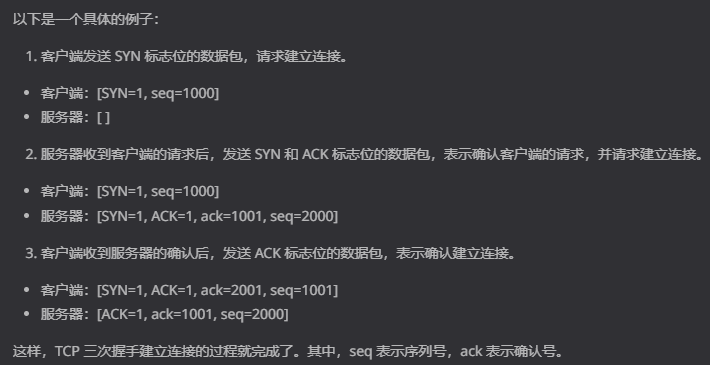 以下是一个具体的例子：
1. 客户端发送 SYN 标志位的数据包，请求建立连接。
• 客户端：[SYN=1, seq=1000]
• 服务器：[ ]
2. 服务器收到客户端的请求后，发送 SYN 和 ACK 标志位的数据包，表示确认客户端的请求，并请求建立连接。
• 客户端：[SYN=1, seq=1000]
• 服务器：[SYN=1, ACK=1, ack=1001, seq=2000]
3. 客户端收到服务器的确认后，发送 ACK 标志位的数据包，表示确认建立连接。
• 客户端：[SYN=1, ACK=1, ack=2001, seq=1001]
• 服务器：[ACK=1, ack=1001, seq=2000]
这样，TCP 三次握手建立连接的过程就完成了。其中，seq 表示序列号，ack 表示确认号。